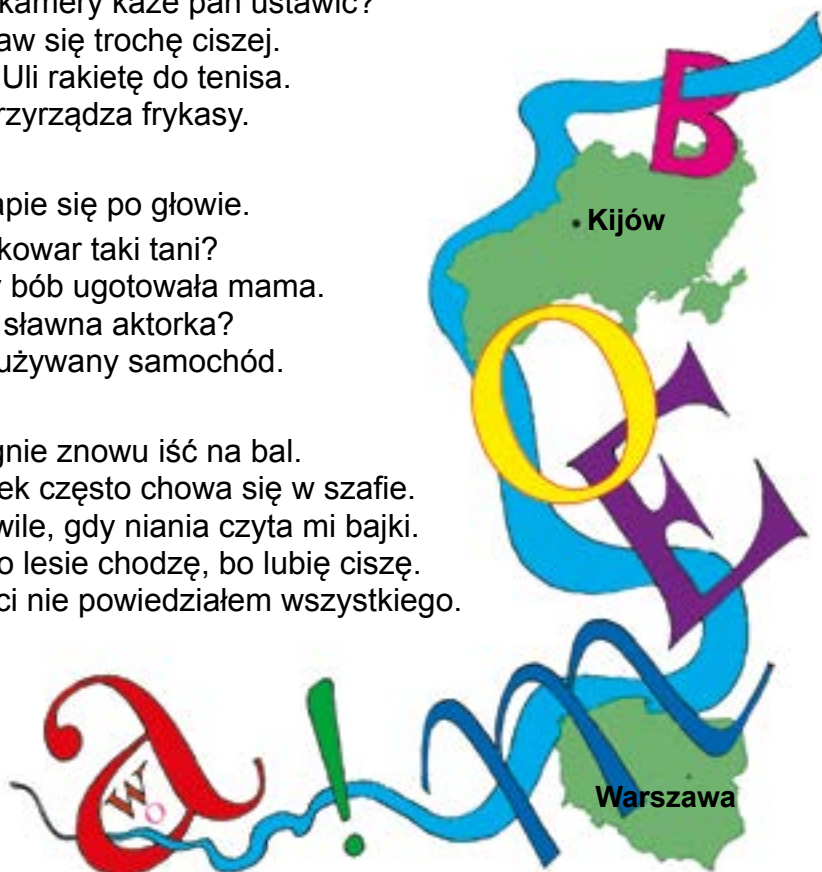 kamery każe pan ustawić?
aw się trochę ciszej.
Uli rakietę do tenisa.
rzyrządza frykasy.
apie się po głowie.
kowar taki tani?
y bób ugotowała mama.
sławna aktorka?
używany samochód.
gnie znowu iść na bal.
ek często chowa się w szafie.
wile, gdy niania czyta mi bajki.
o lesie chodzę, bo lubię ciszę.
ci nie powiedziałem wszystkiego.
B
Kijów
O
E
a W o ! m
Warszawa